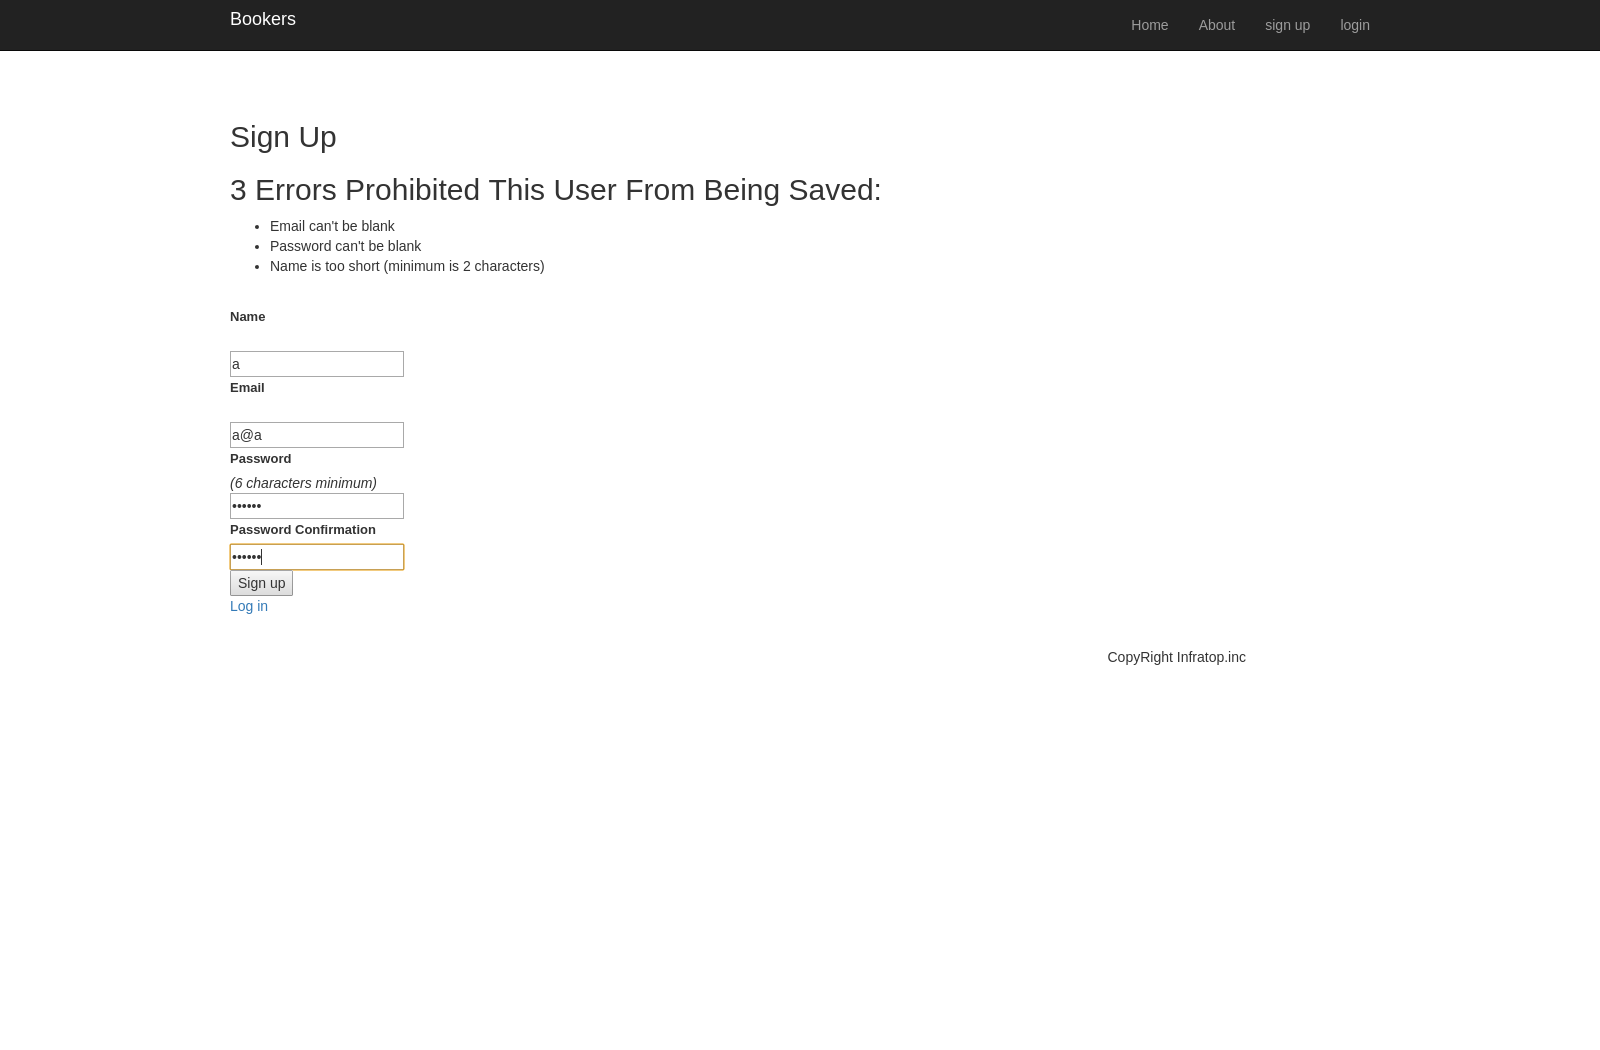 Bookers
Home About sign up login
Sign Up
3 Errors Prohibited This User From Being Saved:
• Email can't be blank
• Password can't be blank
• Name is too short (minimum is 2 characters)
Name
a
Email
a@a
Password
(6 characters minimum)
••••••
Password Confirmation
••••••
Sign up
Log in
CopyRight Infratop.inc